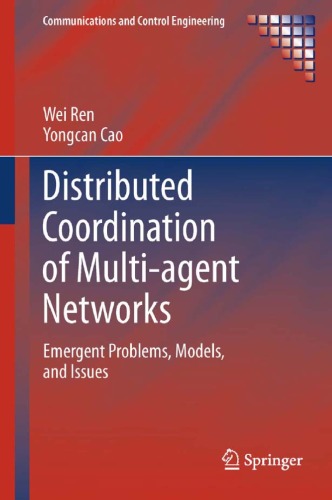 Communications and Control Engineering
Wei Ren
Yongcan Cao
Distributed
Coordination
of Multi-agent
Networks
Emergent Problems, Models,
and Issues
Springer